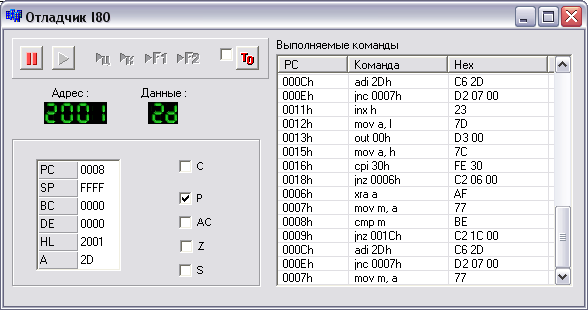 Отладчик I80
▶ц ▶к ▶F1 ▶F2 T0
Адрес : Данные :
2001 2d
PC 0008
SP FFFF
BC 0000
DE 0000
HL 2001
A 2D
C
P
AC
Z
S
Выполняемые команды
PC Команда Hex
000Ch adi 2Dh C6 2D
000Eh jnc 0007h D2 07 00
0011h inx h 23
0012h mov a, l 7D
0013h out 00h D3 00
0015h mov a, h 7C
0016h cpi 30h FE 30
0018h jnz 0006h C2 06 00
0006h xra a AF
0007h mov m, a 77
0008h cmp m BE
0009h jnz 001Ch C2 1C 00
000Ch adi 2Dh C6 2D
000Eh jnc 0007h D2 07 00
0007h mov m, a 77